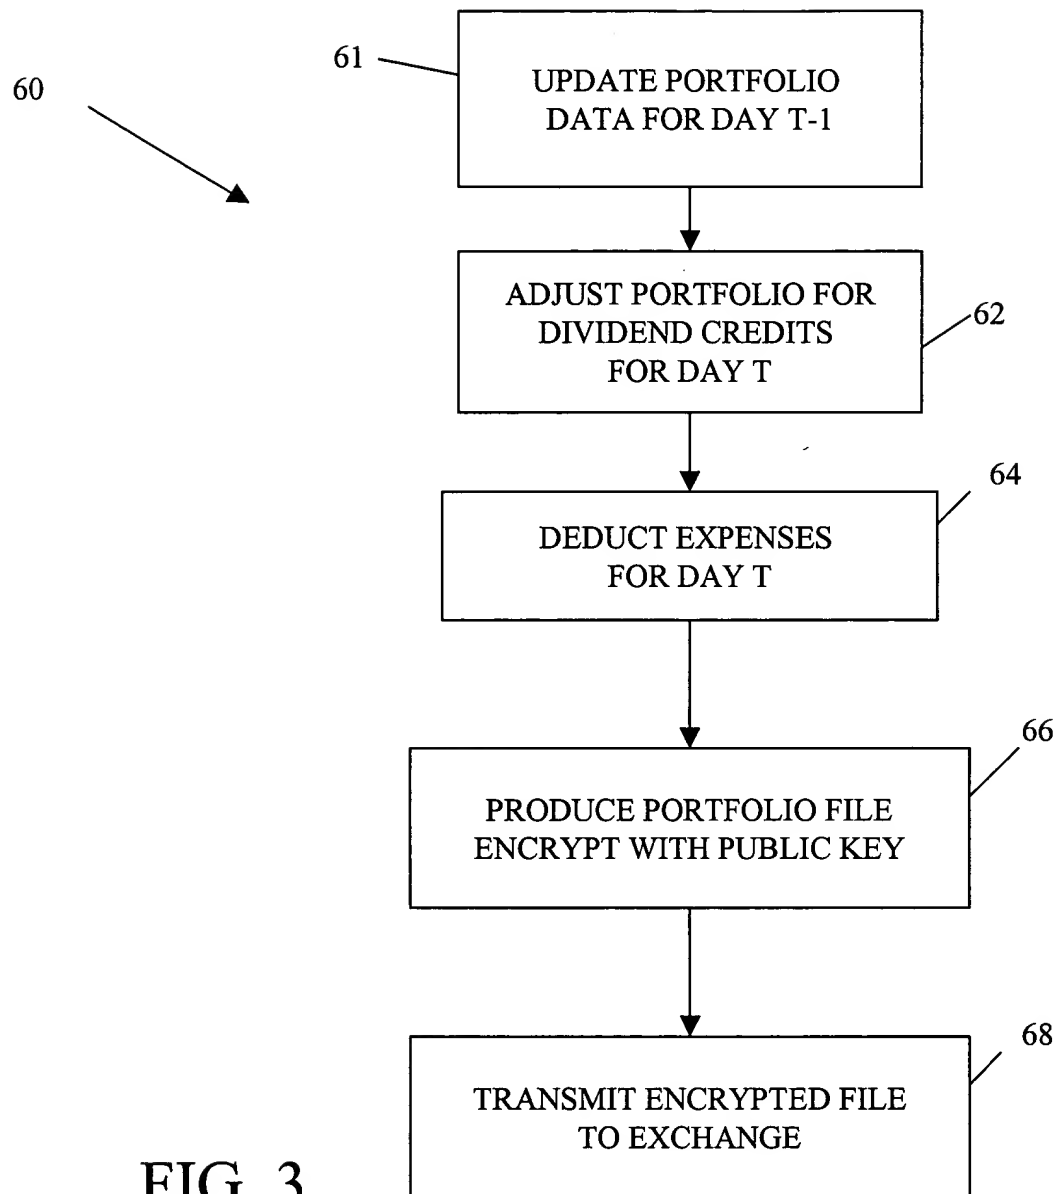 60
61
UPDATE PORTFOLIO
DATA FOR DAY T-1
ADJUST PORTFOLIO FOR
DIVIDEND CREDITS
FOR DAY T
62
DEDUCT EXPENSES
FOR DAY T
64
PRODUCE PORTFOLIO FILE
ENCRYPT WITH PUBLIC KEY
66
TRANSMIT ENCRYPTED FILE
TO EXCHANGE
68
FIG. 3